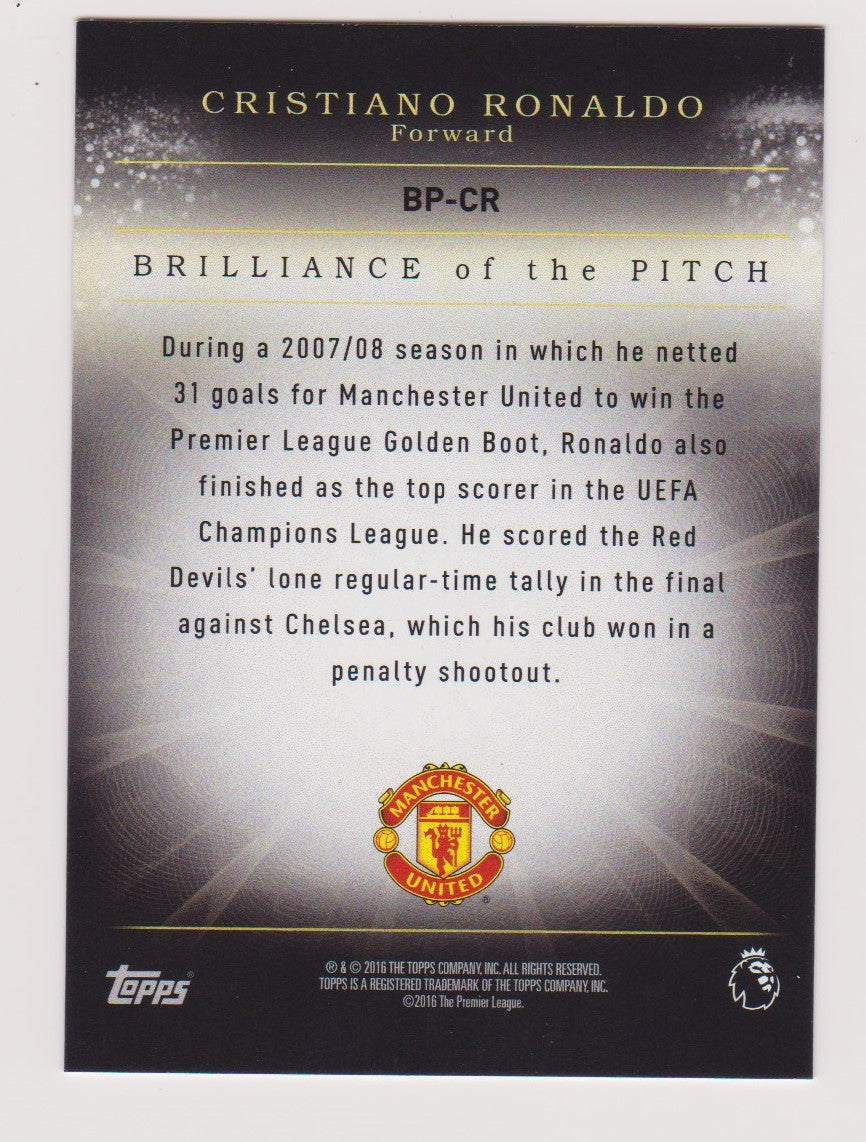 CRISTIANO RONALDO
Forward
BP-CR
BRILLIANCE of the PITCH
During a 2007/08 season in which he netted
31 goals for Manchester United to win the
Premier League Golden Boot, Ronaldo also
finished as the top scorer in the UEFA
Champions League. He scored the Red
Devils' lone regular-time tally in the final
against Chelsea, which his club won in a
penalty shootout.
MANCHESTER
UNITED
®
Topps®
® & © 2016 THE TOPPS COMPANY, INC. ALL RIGHTS RESERVED.
TOPPS IS A REGISTERED TRADEMARK OF THE TOPPS COMPANY, INC.
©2016 The Premier League.